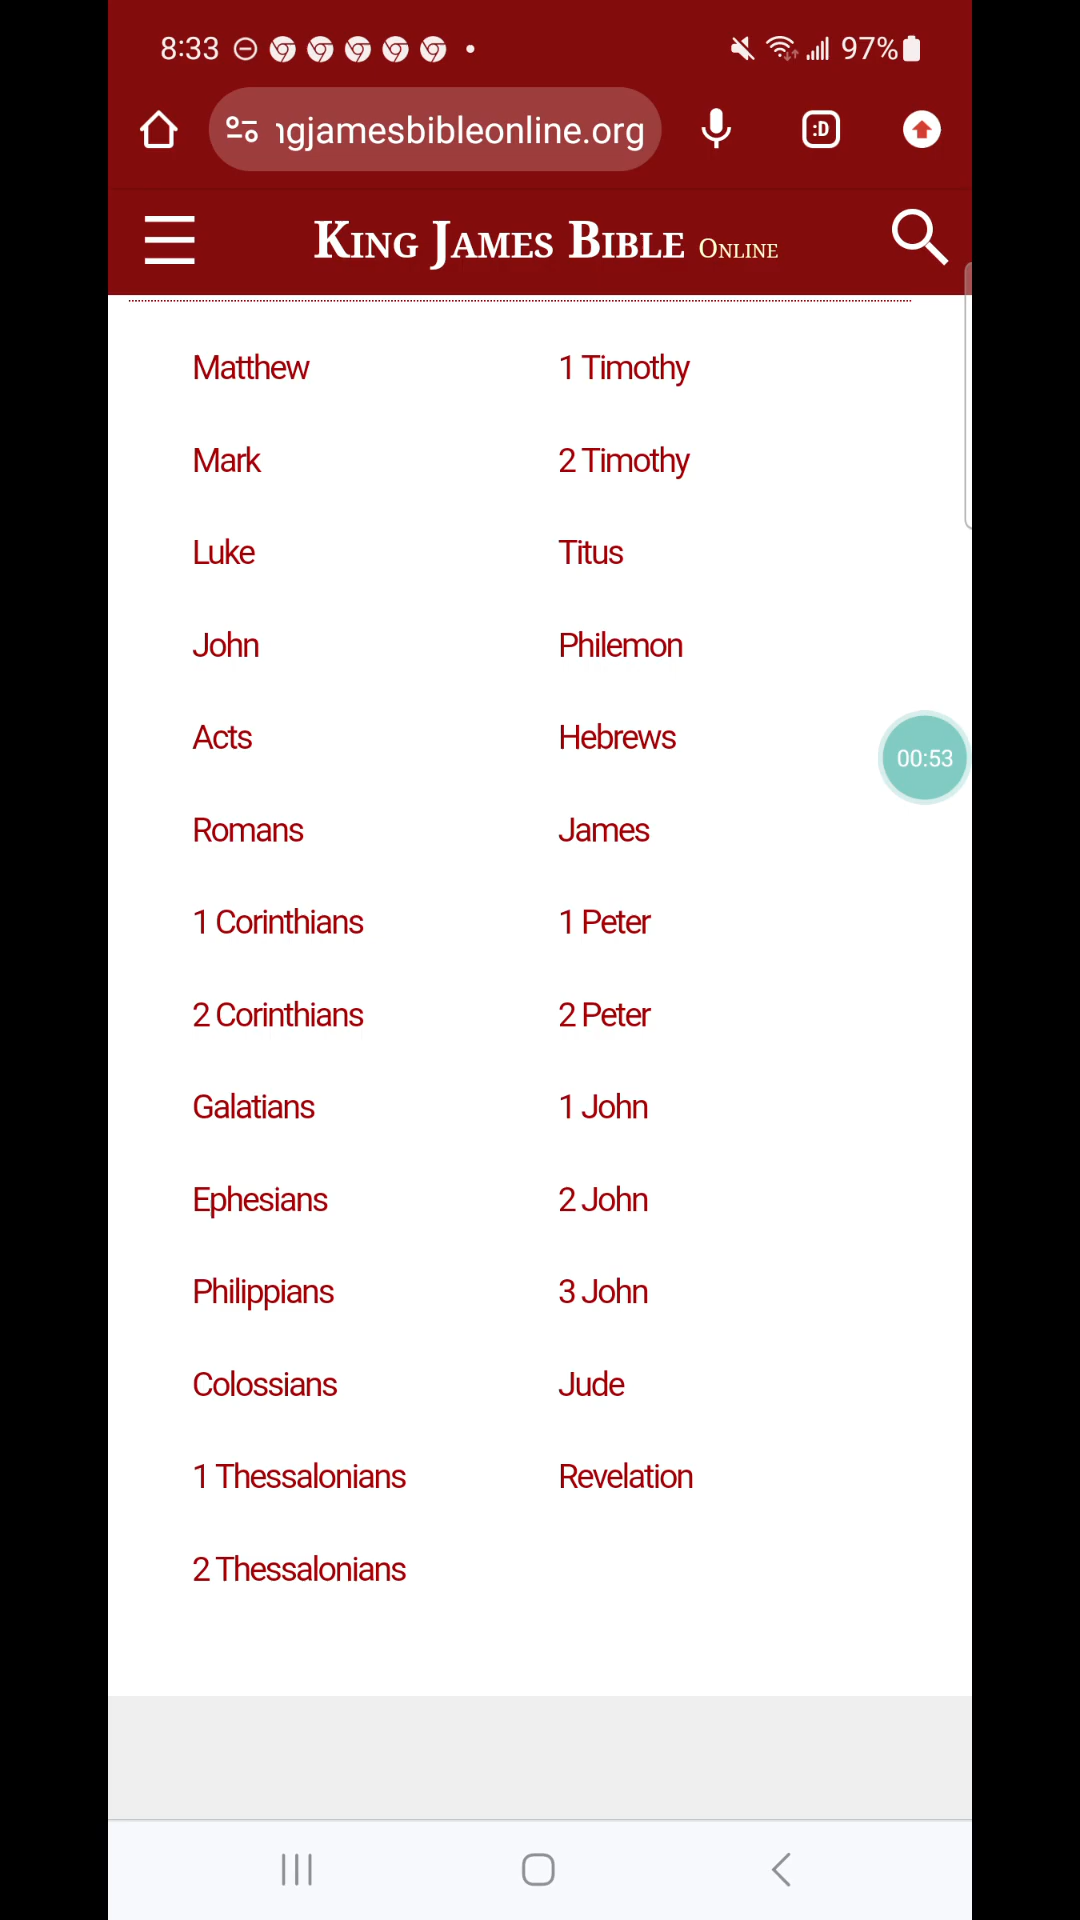 8:33 97%
ngjamesbibleonline.org :D
King James Bible Online
Matthew
Mark
Luke
John
Acts
Romans
1 Corinthians
2 Corinthians
Galatians
Ephesians
Philippians
Colossians
1 Thessalonians
2 Thessalonians
1 Timothy
2 Timothy
Titus
Philemon
Hebrews
James
1 Peter
2 Peter
1 John
2 John
3 John
Jude
Revelation
00:53